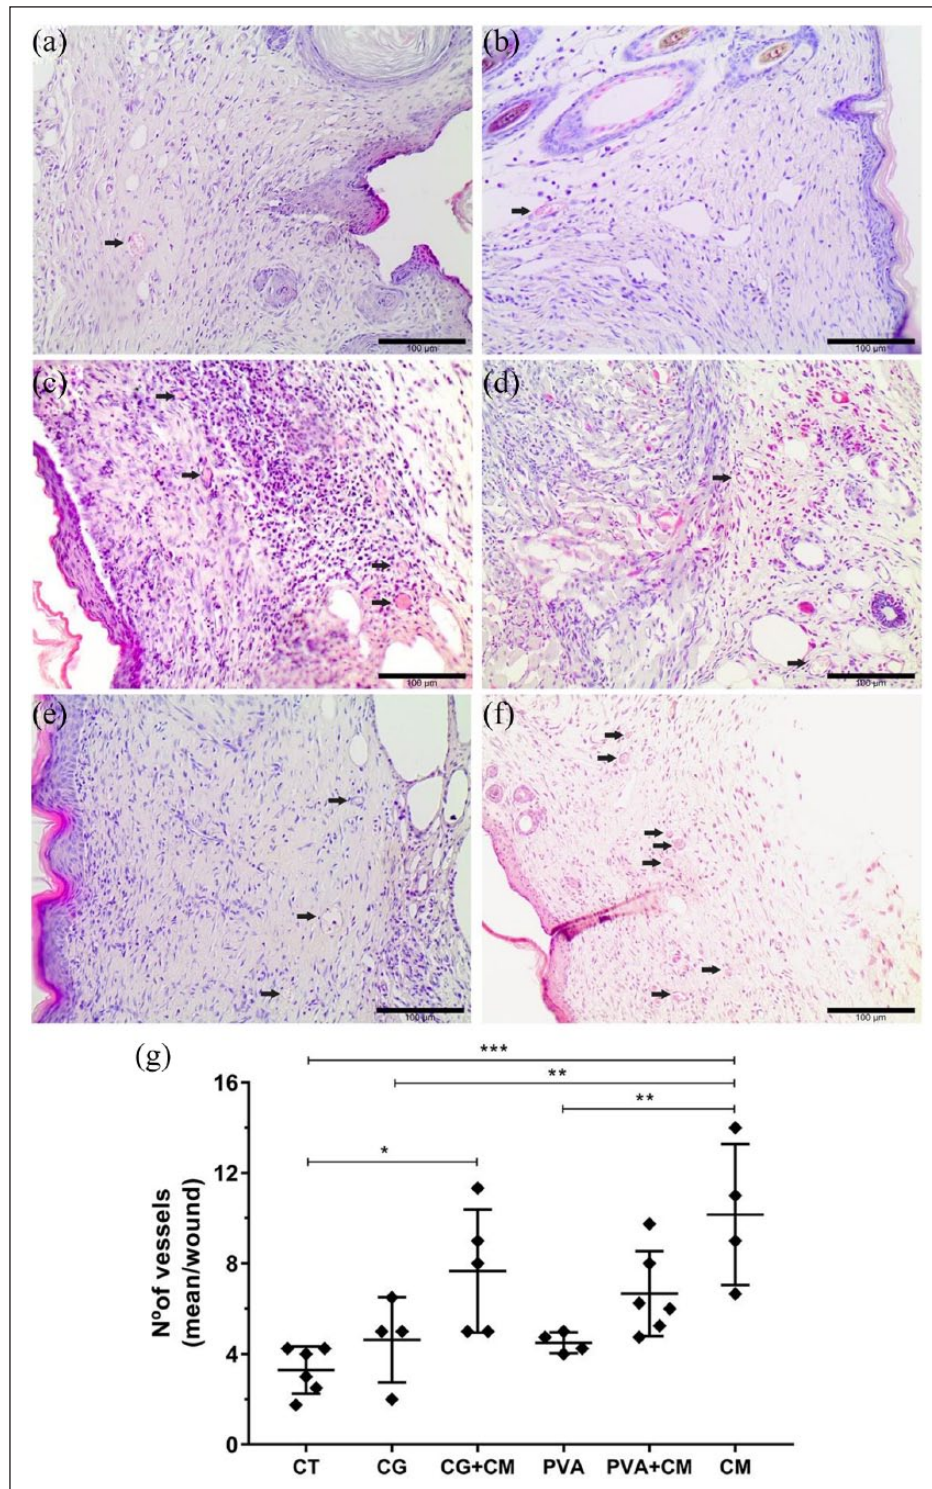 (a)
(b)
100 µm
100 µm
(c)
(d)
100 µm
100 µm
(e)
(f)
100 µm
100 µm
(g)
***
**
**
*
Nºof vessels
(mean/wound)
16
12
8
4
0
CT CG CG+CM PVA PVA+CM CM